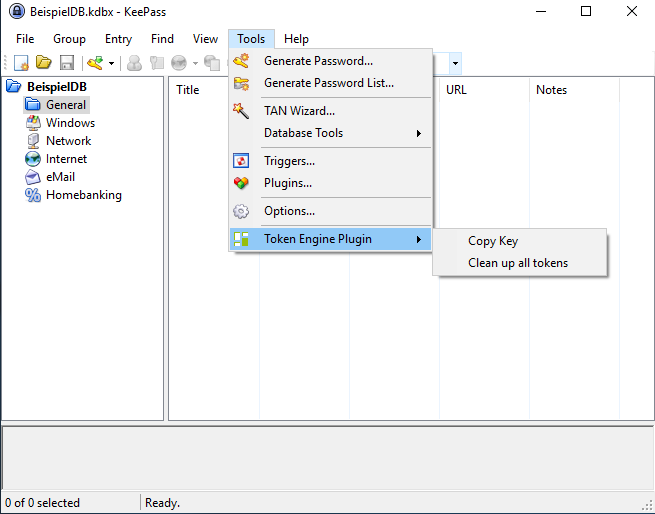 BeispielDB.kdbx - KeePass
File Group Entry Find View Tools Help
Generate Password...
Generate Password List...
TAN Wizard...
Database Tools
Triggers...
Plugins...
Options...
Token Engine Plugin
Copy Key
Clean up all tokens
BeispielDB
General
Windows
Network
Internet
eMail
Homebanking
Title URL Notes
0 of 0 selected Ready.